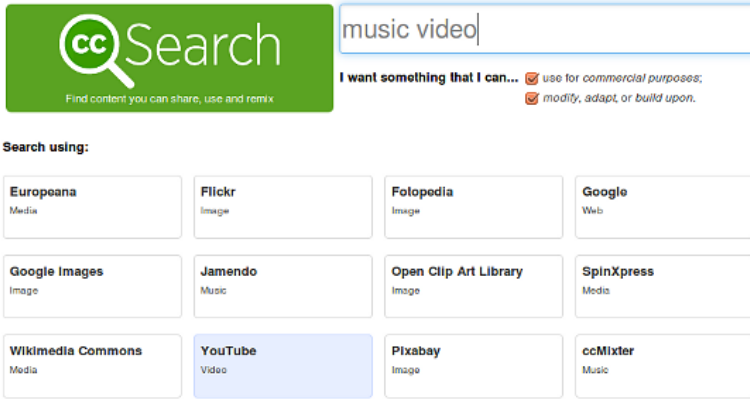 cc Search
Find content you can share, use and remix
music video
I want something that I can... use for commercial purposes;
modify, adapt, or build upon.
Search using:
Europeana
Media
Flickr
Image
Fotopedia
Image
Google
Web
Google Images
Image
Jamendo
Music
Open Clip Art Library
Image
SpinXpress
Media
Wikimedia Commons
Media
YouTube
Video
Pixabay
Image
ccMixter
Music